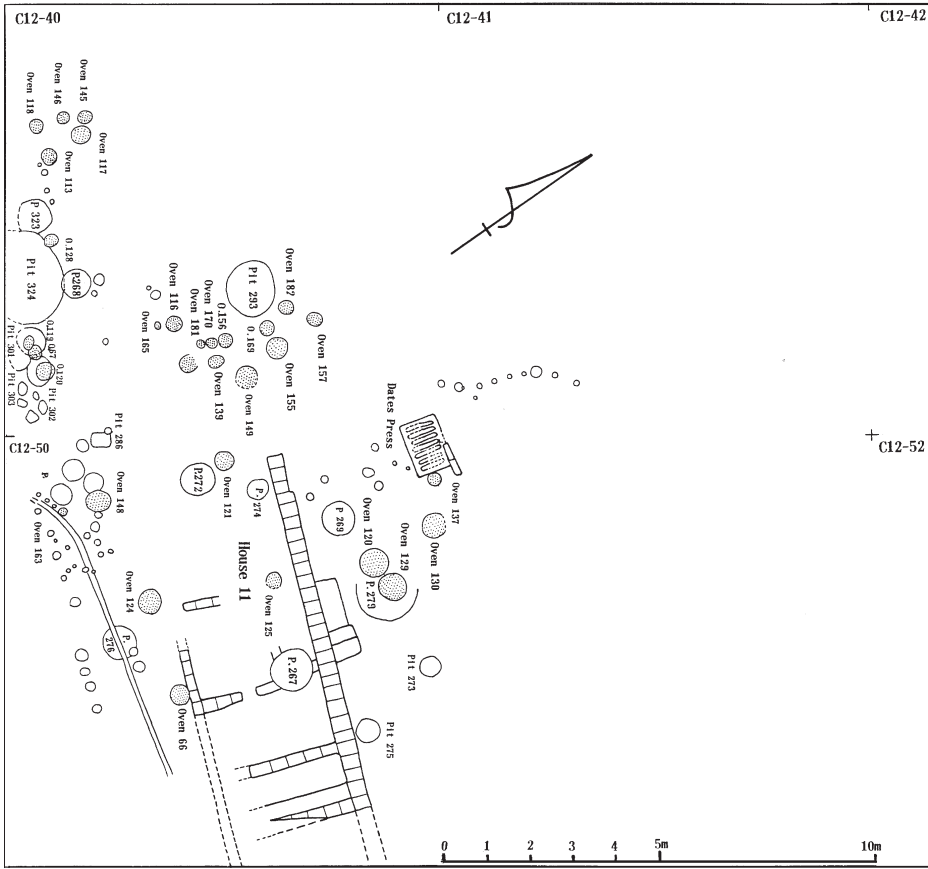 C12-40
C12-41
C12-42
Oven 118
Oven 146
Oven 145
Oven 117
Oven 113
P 323
O.128
Pit 324
P.268
Oven 116
Oven 181
Oven 170
O.156
Pit 293
Oven 182
O.169
Oven 157
Oven 155
Oven 165
Oven 139
Oven 149
Pit 301
O.119
O.120
Pit 303
Pit 302
Dates Press
C12-50
C12-52
Pit 286
P.
Oven 148
Oven 163
P.272
Oven 121
P. 274
P 269
Oven 120
Oven 129
Oven 137
Oven 130
P.279
House 11
Oven 125
Oven 124
P. 276
P.267
Pit 273
Oven 66
Pit 275
0 1 2 3 4 5m 10m